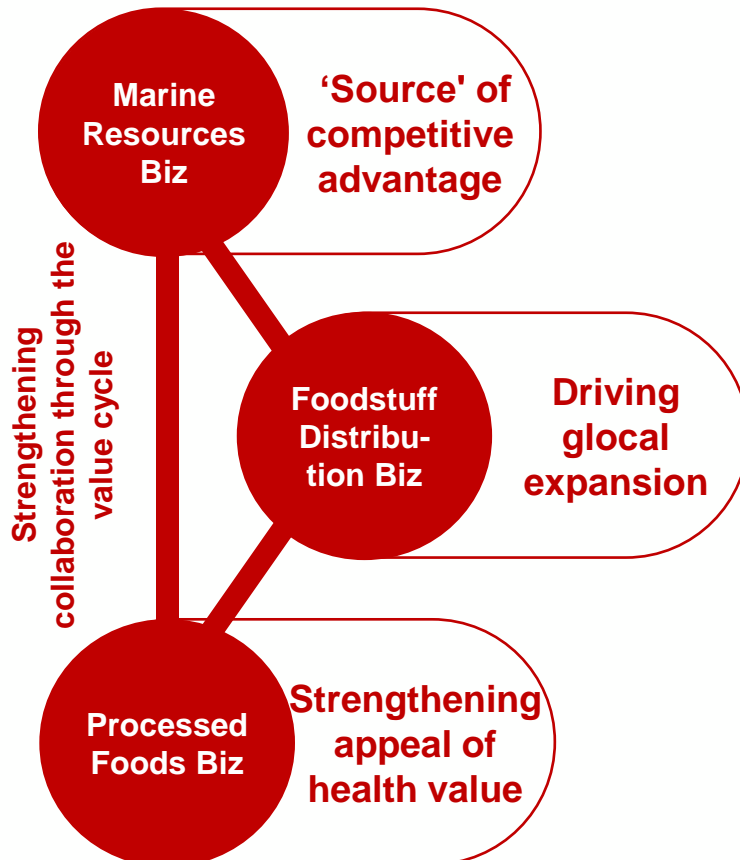 Marine
Resources
Biz
‘Source' of
competitive
advantage
Strengthening
collaboration through the
value cycle
Foodstuff
Distribu-
tion Biz
Driving
glocal
expansion
Processed
Foods Biz
Strengthening
appeal of
health value